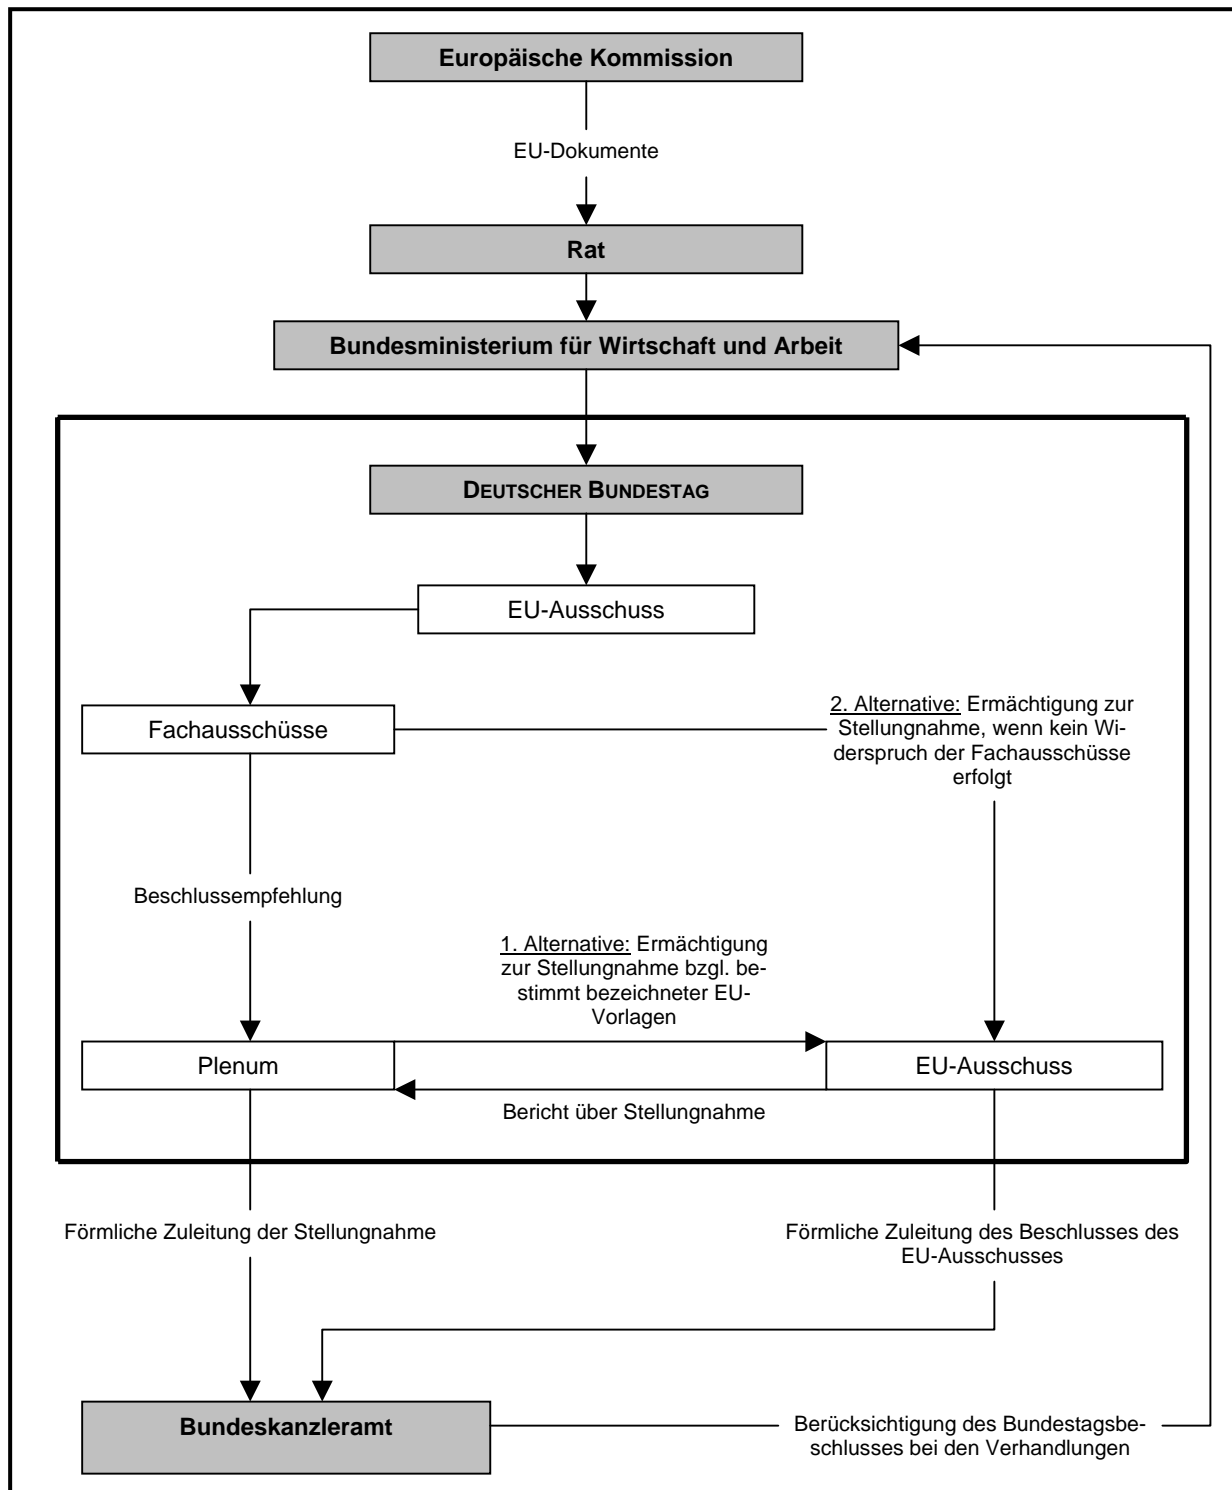 Europäische Kommission
EU-Dokumente
Rat
Bundesministerium für Wirtschaft und Arbeit
DEUTSCHER BUNDESTAG
EU-Ausschuss
Fachausschüsse
2. Alternative: Ermächtigung zur
Stellungnahme, wenn kein Wi-
derspruch der Fachausschüsse
erfolgt
Beschlussempfehlung
1. Alternative: Ermächtigung
zur Stellungnahme bzgl. be-
stimmt bezeichneter EU-
Vorlagen
Plenum
EU-Ausschuss
Bericht über Stellungnahme
Förmliche Zuleitung der Stellungnahme
Förmliche Zuleitung des Beschlusses des
EU-Ausschusses
Bundeskanzleramt
Berücksichtigung des Bundestagsbe-
schlusses bei den Verhandlungen